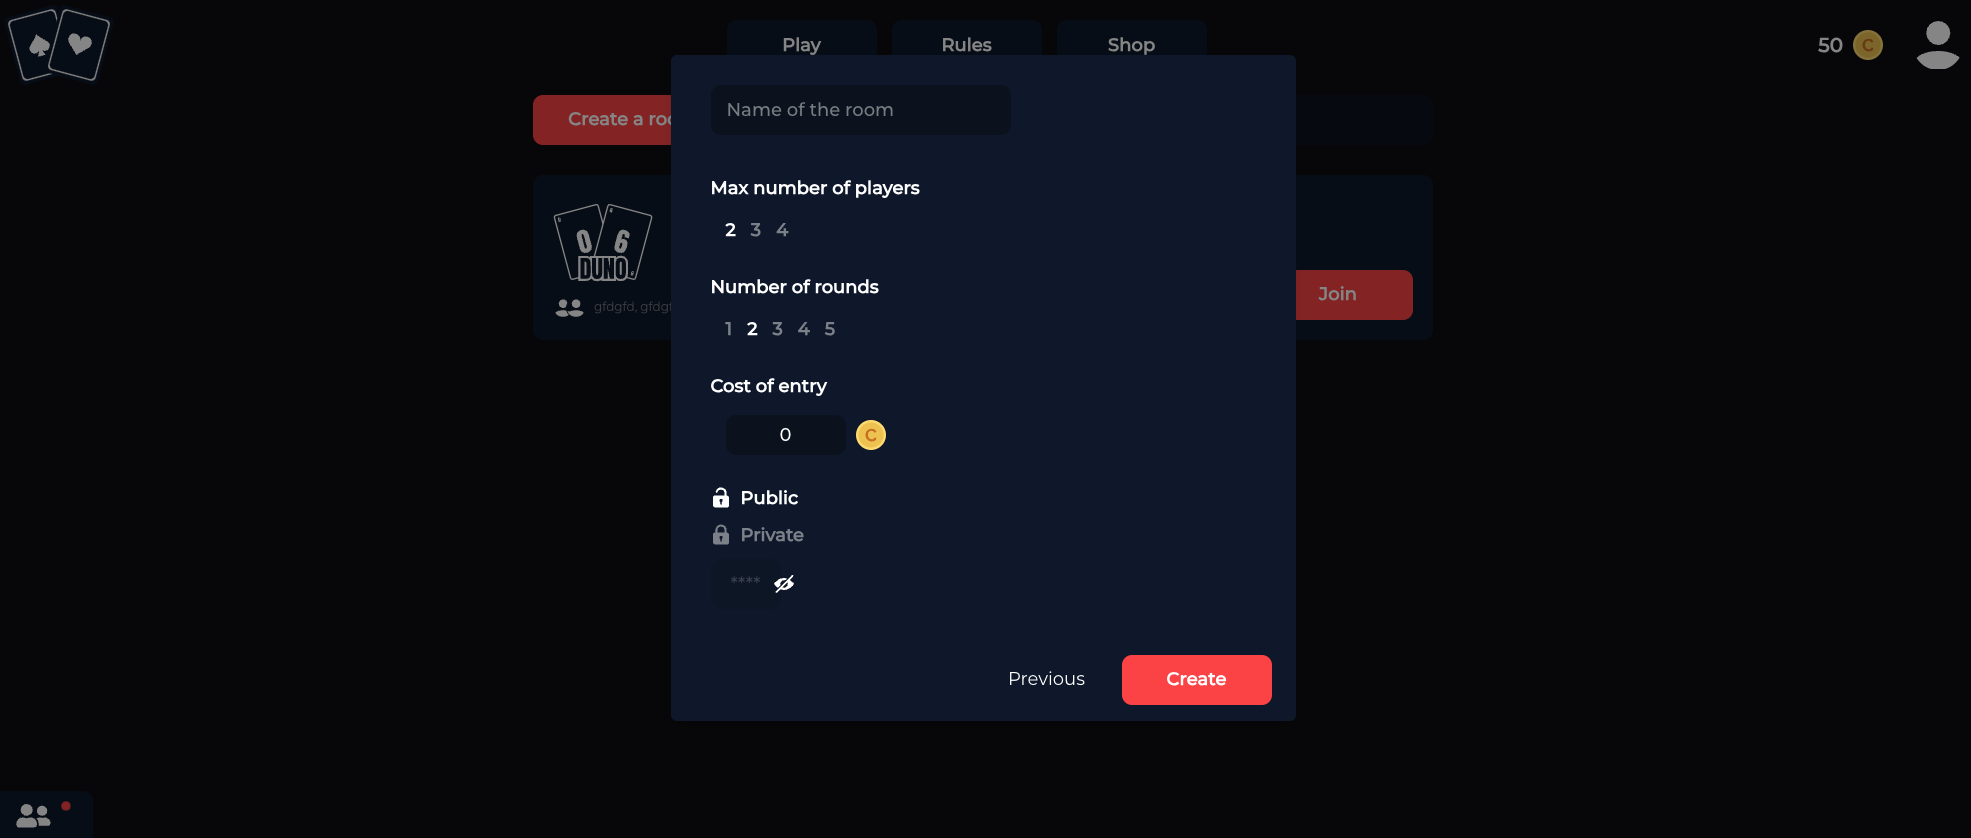 Play Rules Shop 50 C
Create a roo
Name of the room
Max number of players
2 3 4
0 6
DUNO
Number of rounds
Join
gfdgfd, gfdgf
1 2 3 4 5
Cost of entry
0 C
Public
Private
****
Previous Create